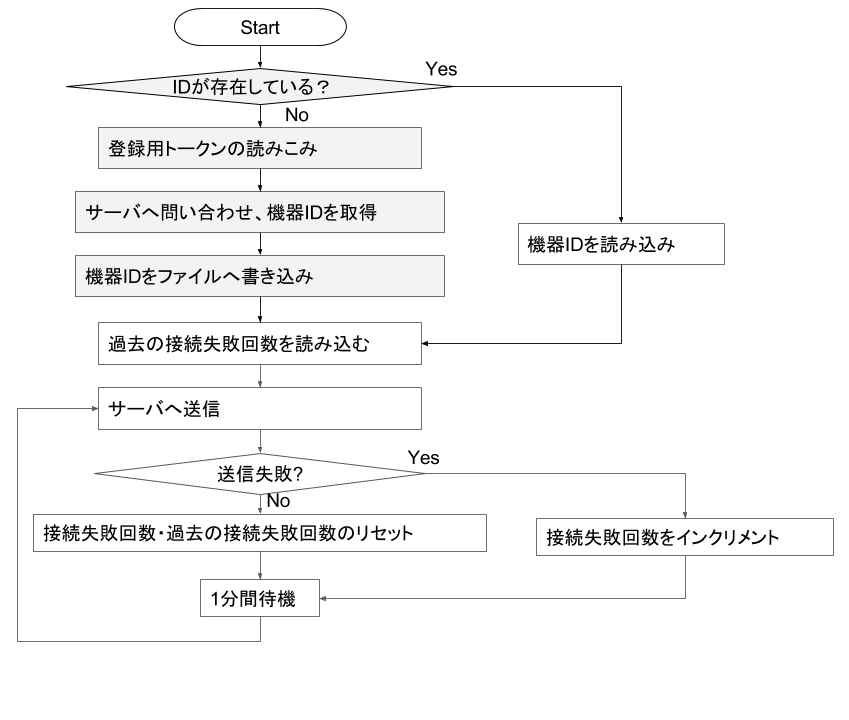 Start
IDが存在している？
Yes
No
登録用トークンの読みこみ
サーバへ問い合わせ、機器IDを取得
機器IDを読み込み
機器IDをファイルへ書き込み
過去の接続失敗回数を読み込む
サーバへ送信
送信失敗?
Yes
No
接続失敗回数・過去の接続失敗回数のリセット
接続失敗回数をインクリメント
1分間待機